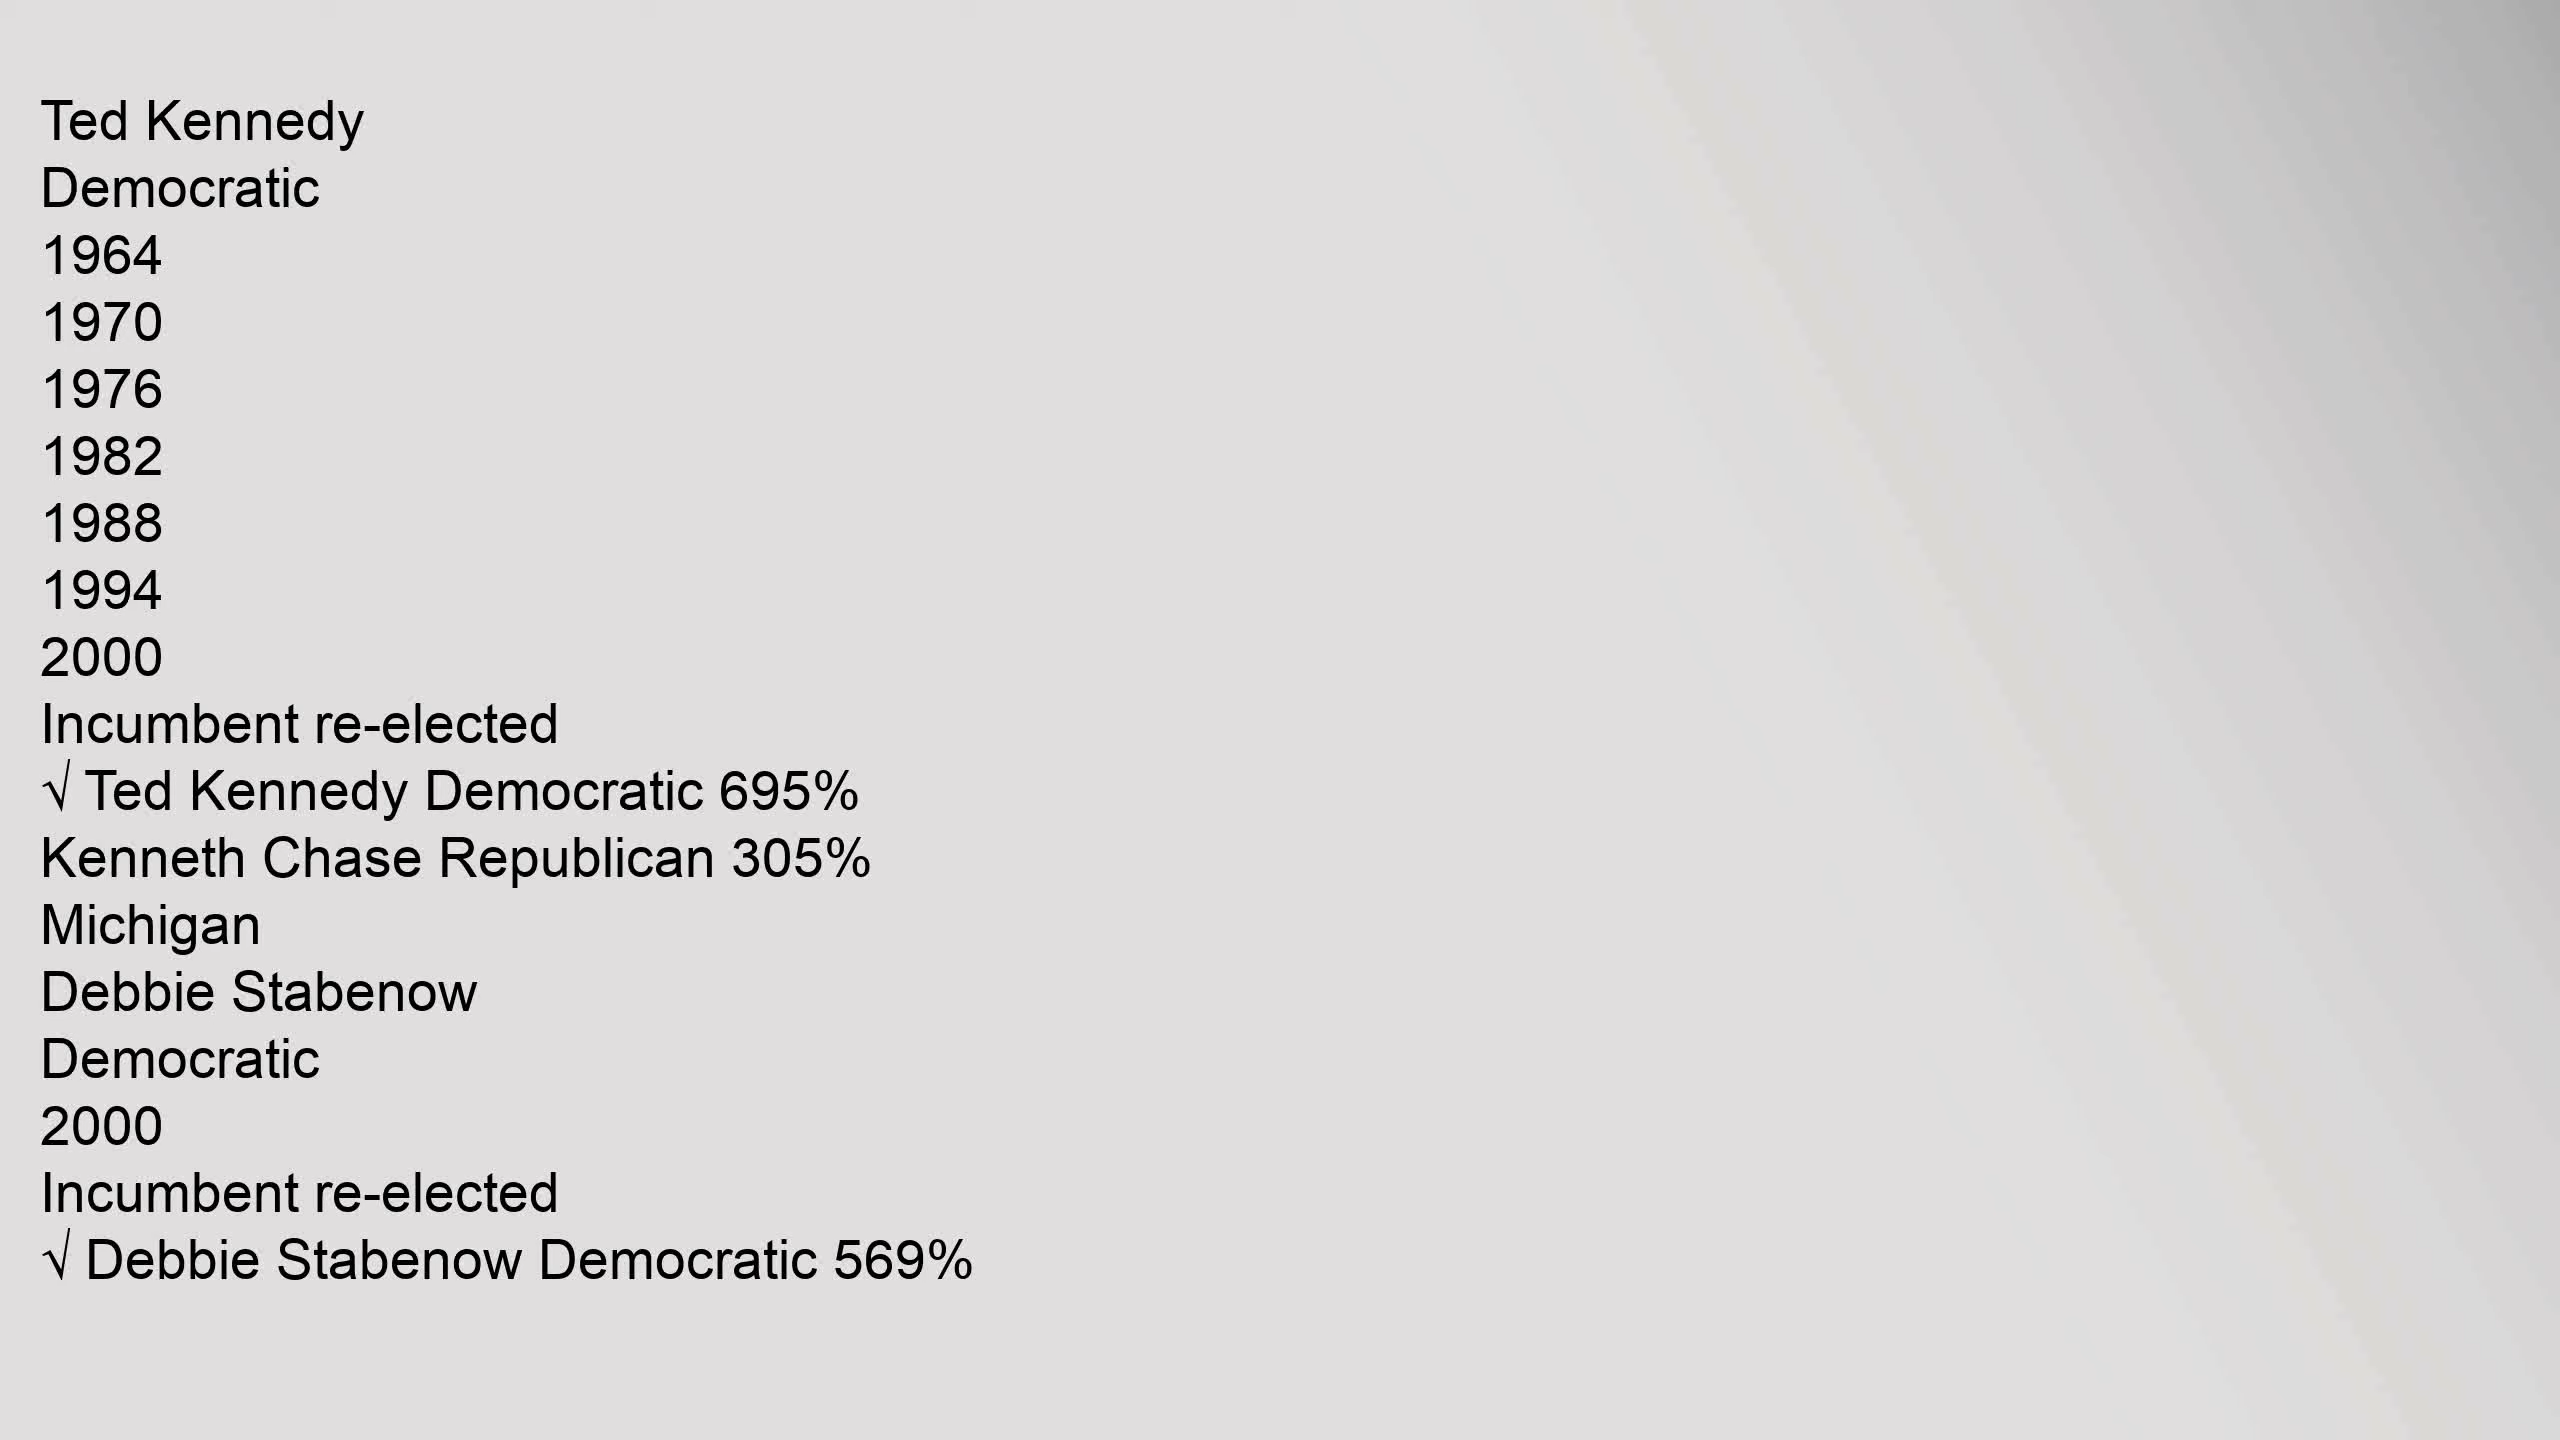 Ted Kennedy
Democratic
1964
1970
1976
1982
1988
1994
2000
Incumbent re-elected
√ Ted Kennedy Democratic 695%
Kenneth Chase Republican 305%
Michigan
Debbie Stabenow
Democratic
2000
Incumbent re-elected
√ Debbie Stabenow Democratic 569%